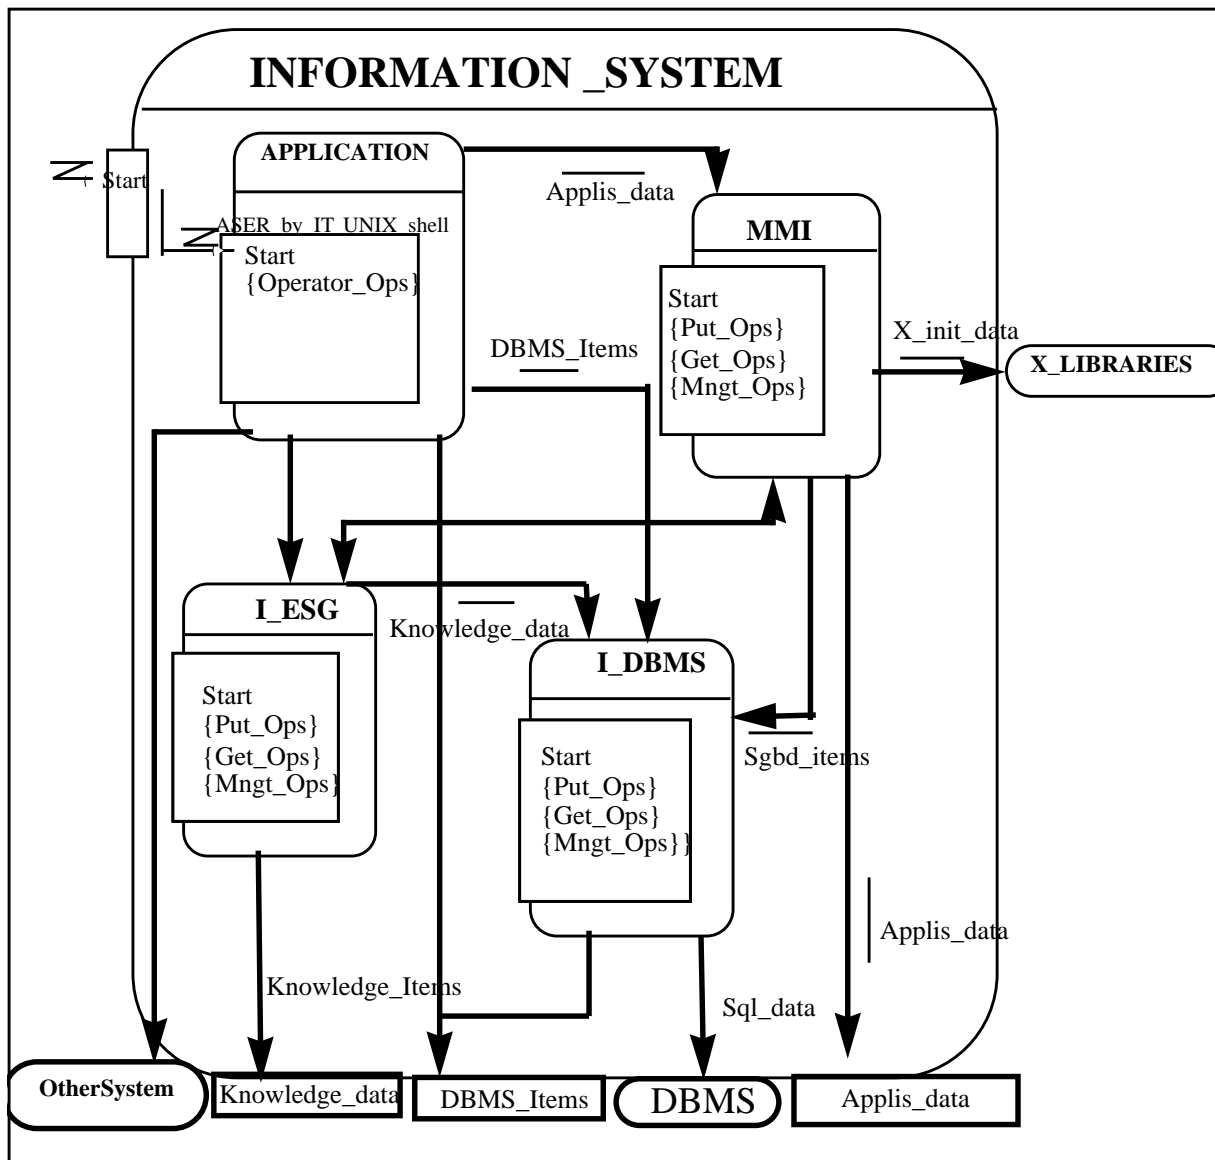 INFORMATION _SYSTEM
APPLICATION
Start
Applis_data
ASER_by_IT_UNIX_shell
MMI
Start
{Operator_Ops}
Start
{Put_Ops}
{Get_Ops}
{Mngt_Ops}
X_init_data
X_LIBRARIES
DBMS_Items
I_ESG
Knowledge_data
I_DBMS
Start
{Put_Ops}
{Get_Ops}
{Mngt_Ops}
Start
{Put_Ops}
{Get_Ops}
{Mngt_Ops}}
Sgbd_items
Applis_data
Knowledge_Items
Sql_data
OtherSystem
Knowledge_data
DBMS_Items
DBMS
Applis_data